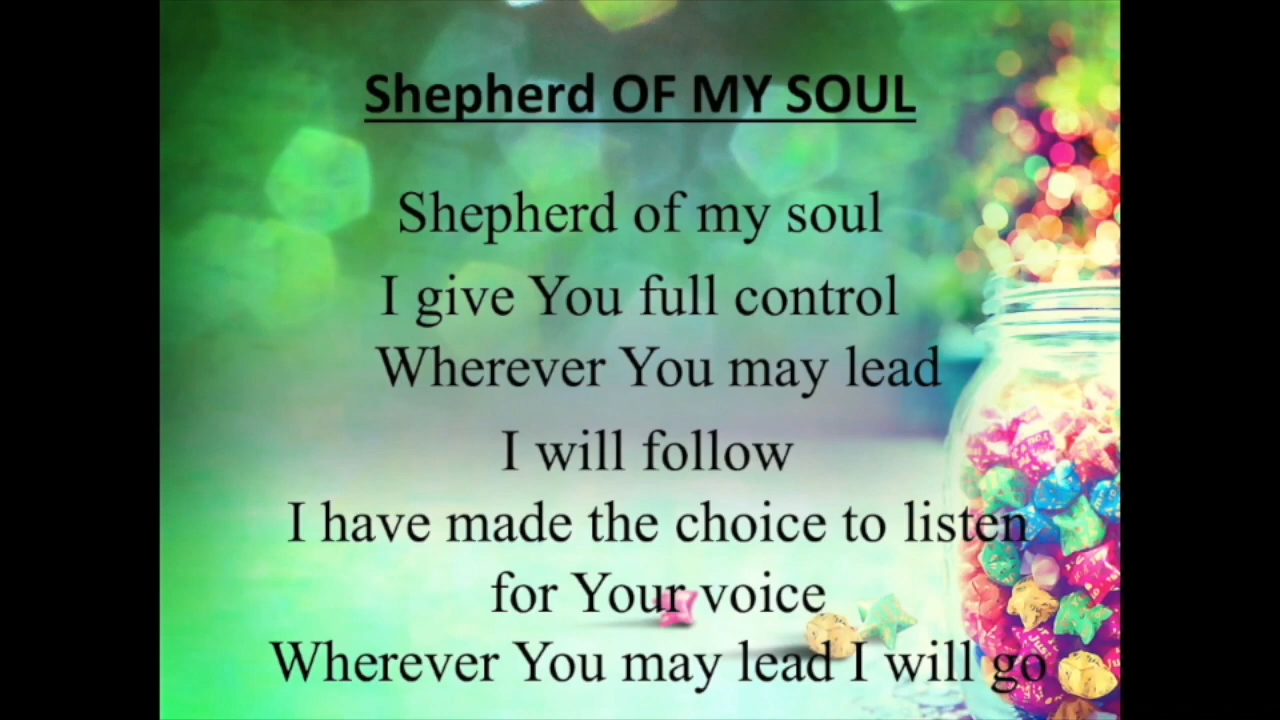 Shepherd OF MY SOUL
Shepherd of my soul
I give You full control
Wherever You may lead
I will follow
I have made the choice to listen
for Your voice
Wherever You may lead I will go